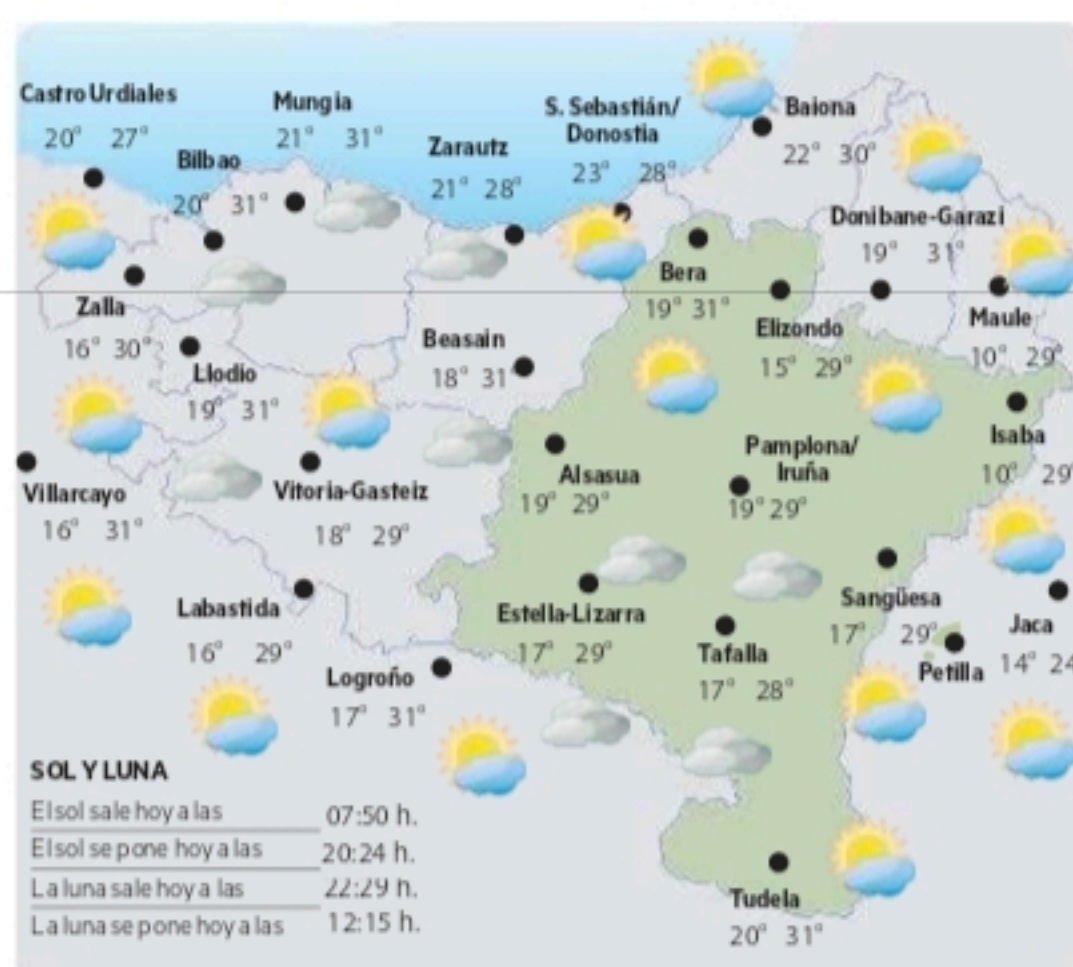 Castro Urdiales
20° 27°
Mungia
21° 31°
Bilbao
20° 31°
Zarautz
21° 28°
S. Sebastián/
Donostia
23° 28°
Baiona
22° 30°
Donibane-Garazi
19° 31°
Bera
19° 31°
Zalla
16° 30°
Elizondo
15° 29°
Maule
10° 29°
Beasain
18° 31
Llodio
19° 31°
Isaba
10° 29°
Pamplona/
Iruña
19° 29°
Alsasua
19° 29°
Villarcayo
16° 31°
Vitoria-Gasteiz
18° 29°
Labastida
16° 29°
Estella-Lizarra
17° 29°
Sangüesa
17° 29°
Tafalla
17° 28°
Petilla
Jaca
14° 24
Logroño
17° 31°
SOL Y LUNA
El sol sale hoy a las 07:50 h.
El sol se pone hoy a las 20:24 h.
La luna sale hoy a las 22:29 h.
La luna se pone hoy a las 12:15 h.
Tudela
20° 31°